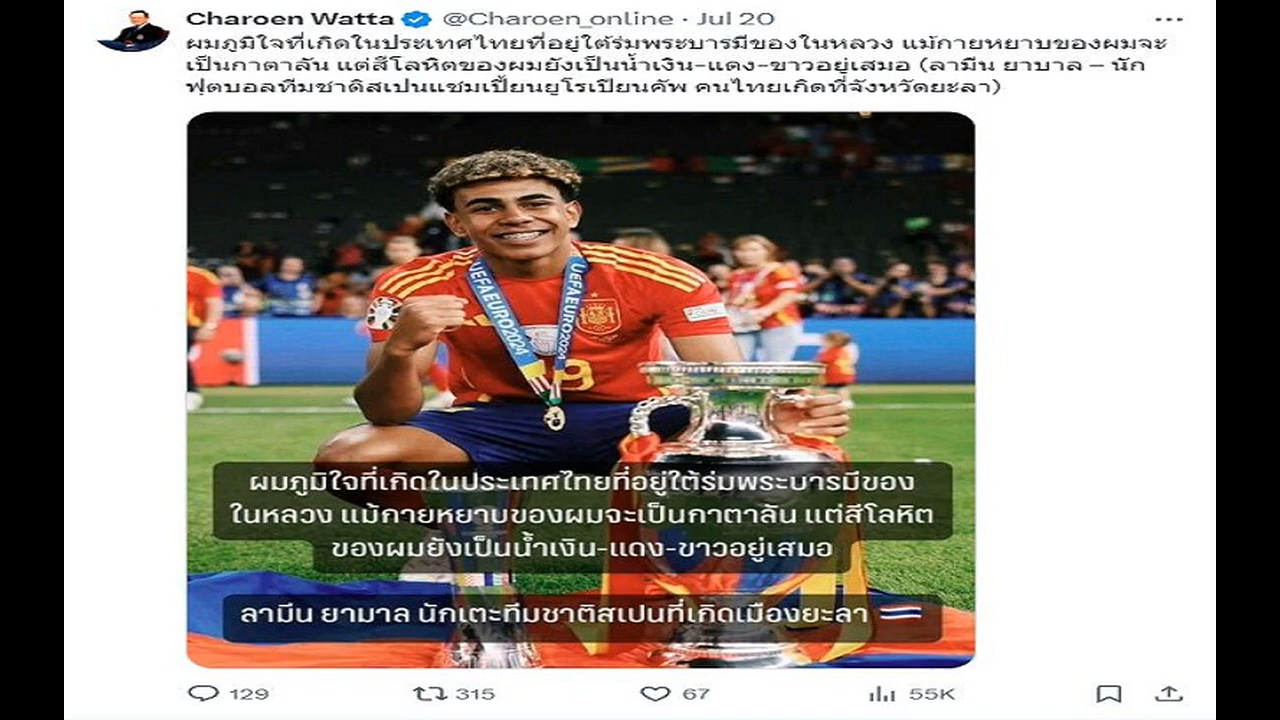 Charoen Watta @Charoen_online · Jul 20
ผมภูมิใจที่เกิดในประเทศไทยที่อยู่ใต้ร่มพระบารมีของในหลวง แม้กายหยาบของผมจะ
เป็นกาตาลัน แต่สีโลหิตของผมยังเป็นน้ำเงิน-แดง-ขาวอยู่เสมอ (ลามีน ยาบาล – นัก
ฟุตบอลทีมชาติสเปนแชมเปี้ยนยูโรเปียนคัพ คนไทยเกิดที่จังหวัดยะลา)
UEFA EURO 2024
UEFA EURO 2024
9
ผมภูมิใจที่เกิดในประเทศไทยที่อยู่ใต้ร่มพระบารมีของ
ในหลวง แม้กายหยาบของผมจะเป็นกาตาลัน แต่สีโลหิต
ของผมยังเป็นน้ำเงิน-แดง-ขาวอยู่เสมอ
ลามีน ยามาล นักเตะทีมชาติสเปนที่เกิดเมืองยะลา
129 315 67 55K